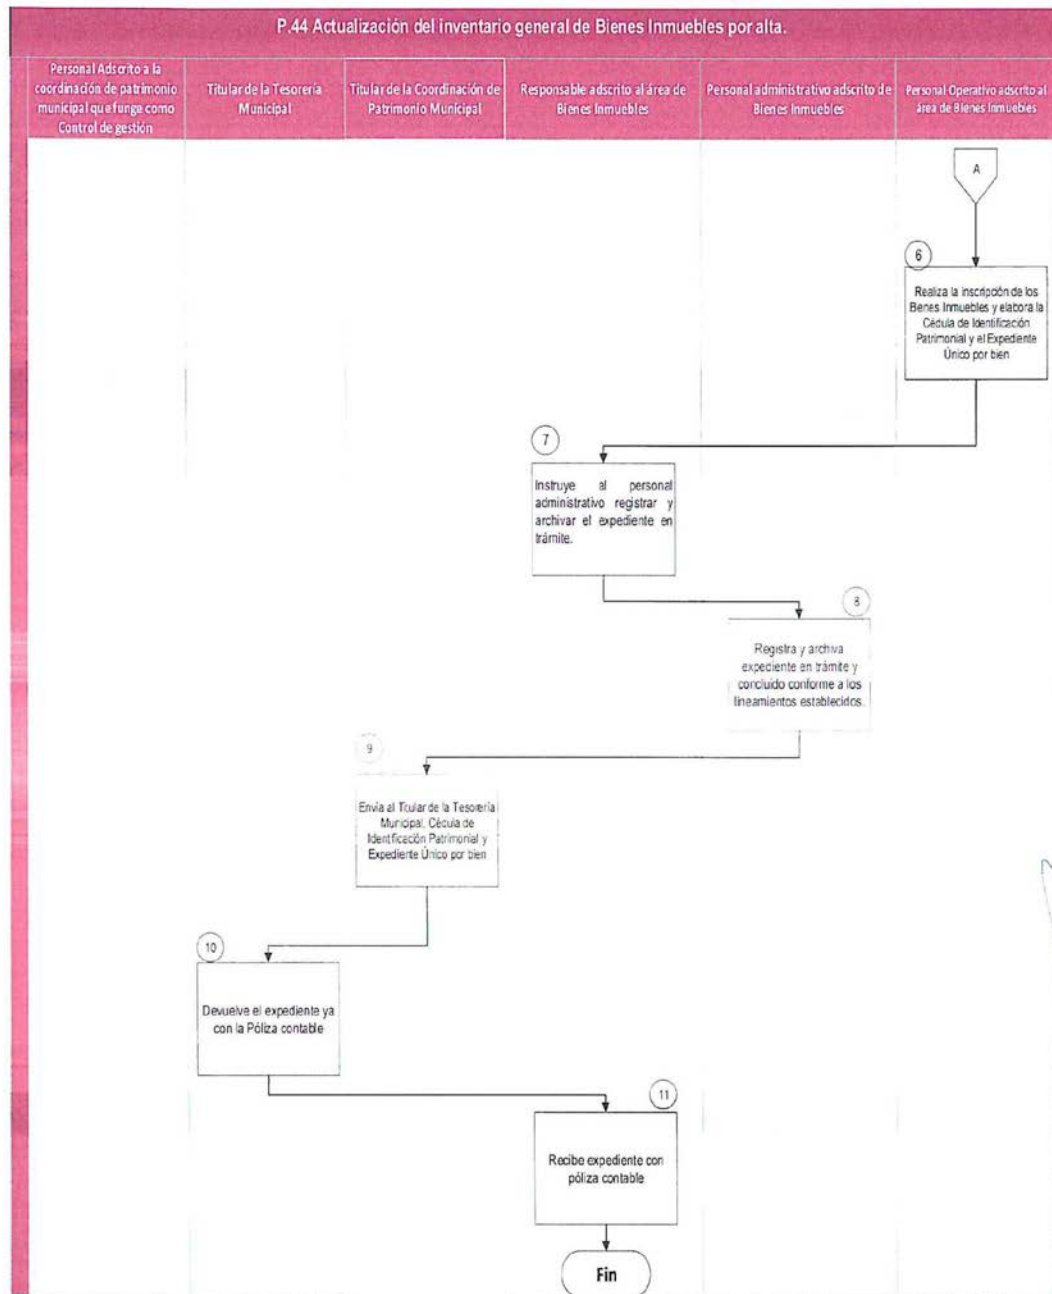 P.44 Actualización del inventario general de Bienes Inmuebles por alta.
Personal Adscrito a la
coordinación de patrimonio
municipal que funge como
Control de gestión
Titular de la Tesorería
Municipal
Titular de la Coordinación de
Patrimonio Municipal
Responsable adscrito al área de
Bienes Inmuebles
Personal administrativo adscrito de
Bienes Inmuebles
Personal Operativo adscrito al
área de Bienes Inmuebles
A
6
Realiza la inscripción de los
Bienes Inmuebles y elabora la
Cédula de Identificación
Patrimonial y el Expediente
Único por bien
7
Instruye al personal
administrativo registrar y
archivar el expediente en
trámite.
8
Registra y archiva
expediente en trámite y
concluido conforme a los
lineamientos establecidos.
9
Envía al Titular de la Tesorería
Municipal, Cédula de
Identificación Patrimonial y
Expediente Único por bien
10
Devuelve el expediente ya
con la Póliza contable
11
Recibe expediente con
póliza contable
Fin